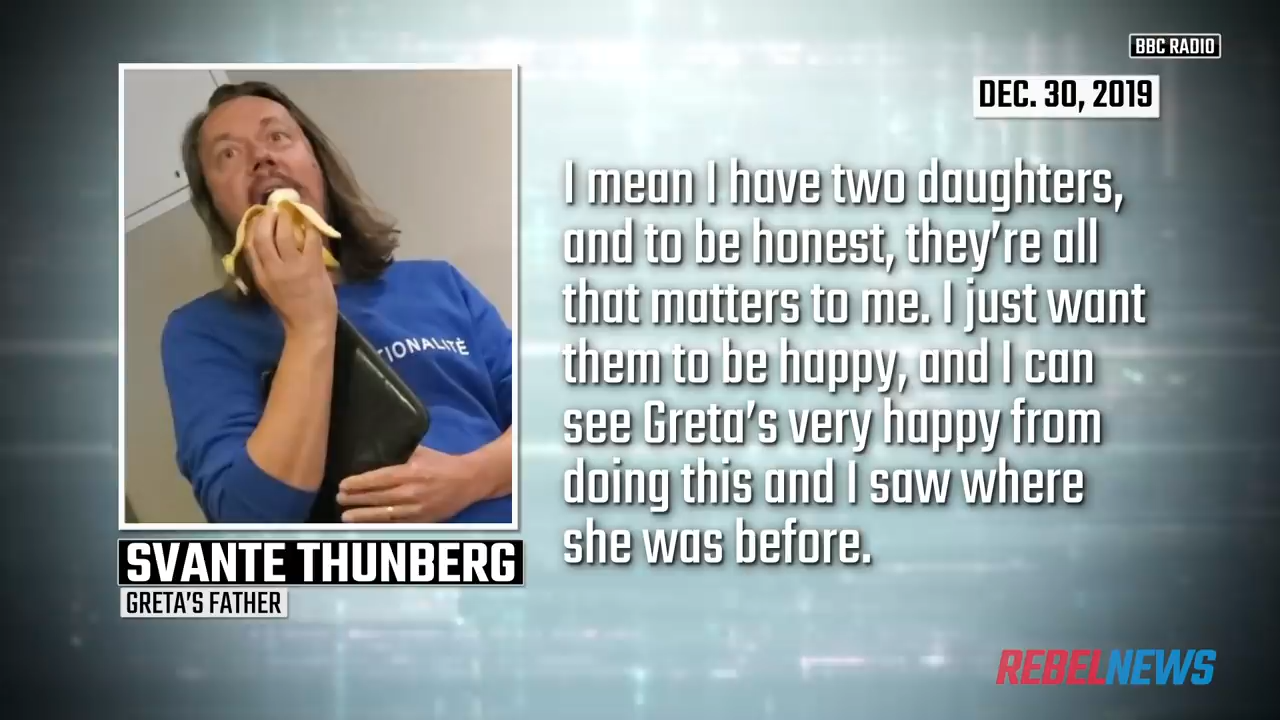 BBC RADIO
DEC. 30, 2019
I mean I have two daughters,
and to be honest, they're all
that matters to me. I just want
them to be happy, and I can
see Greta's very happy from
doing this and I saw where
she was before.
TIONALITÉ
SVANTE THUNBERG
GRETA'S FATHER
REBELNEWS